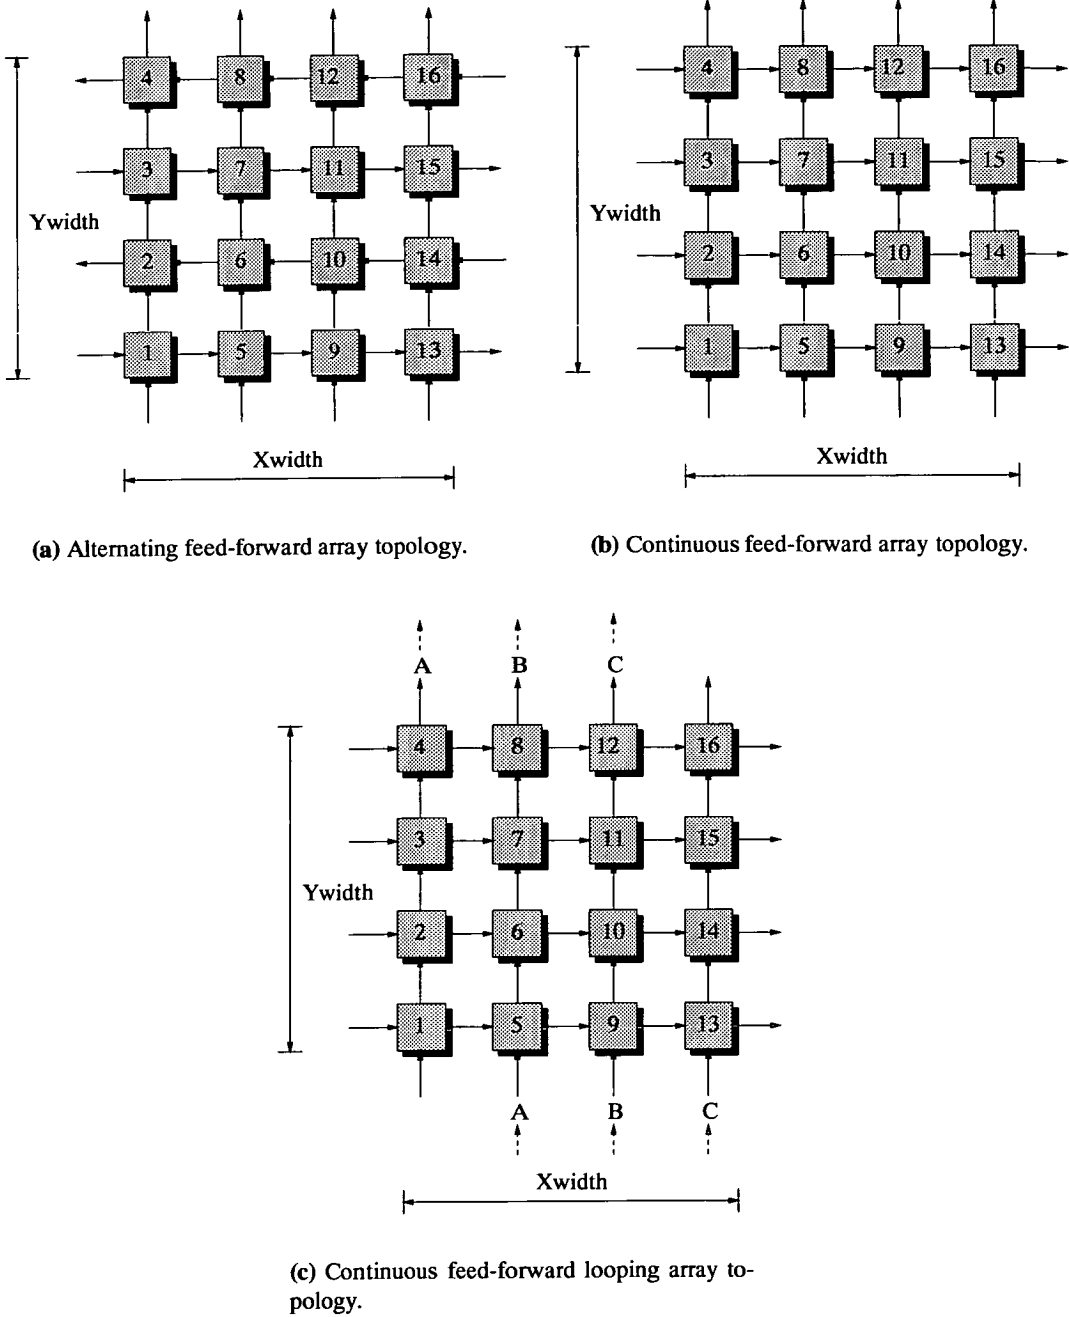 4 8 12 16
3 7 11 15
Ywidth
2 6 10 14
1 5 9 13
Xwidth
(a) Alternating feed-forward array topology.
4 8 12 16
3 7 11 15
Ywidth
2 6 10 14
1 5 9 13
Xwidth
(b) Continuous feed-forward array topology.
A B C
4 8 12 16
3 7 11 15
Ywidth
2 6 10 14
1 5 9 13
A B C
Xwidth
(c) Continuous feed-forward looping array to-
pology.